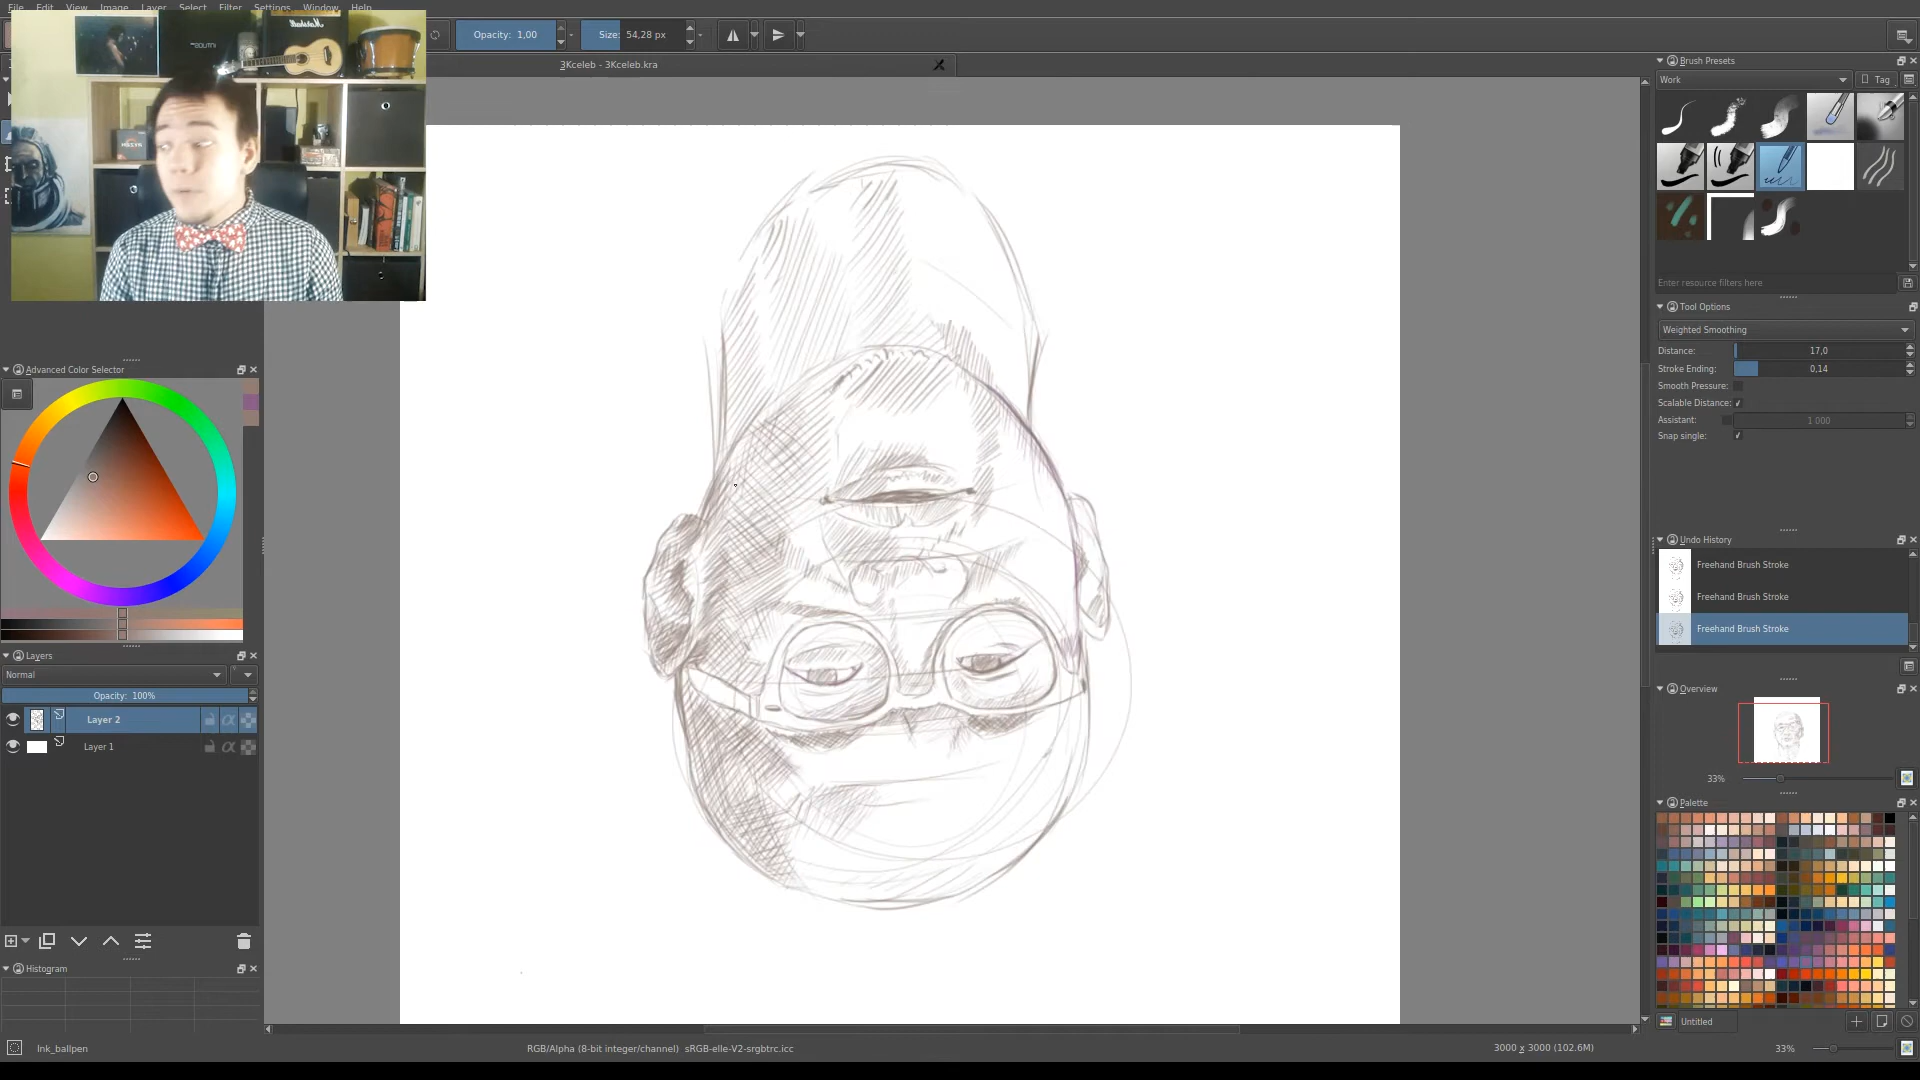 File Edit View Image Layer Select Filter Settings Window Help
Opacity: 1,00
Size: 54,28 px
3Kceleb - 3Kceleb.kra
Brush Presets
Work
Tag
Enter resource filters here
Tool Options
Weighted Smoothing
Distance: 17,0
Stroke Ending: 0,14
Smooth Pressure:
Scalable Distance:
Assistant: 1 000
Snap single:
Advanced Color Selector
Undo History
Freehand Brush Stroke
Freehand Brush Stroke
Freehand Brush Stroke
Layers
Normal
Opacity: 100%
Layer 2
Layer 1
Overview
33%
Palette
Untitled
Histogram
Ink_ballpen
RGB/Alpha (8-bit integer/channel) sRGB-elle-V2-srgbtrc.icc
3000 x 3000 (102.6M)
33%